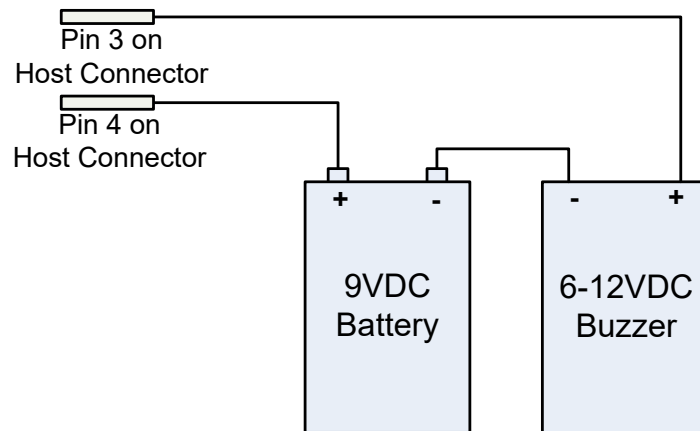 Pin 3 on
Host Connector
Pin 4 on
Host Connector
+ -
- +
9VDC
Battery
6-12VDC
Buzzer